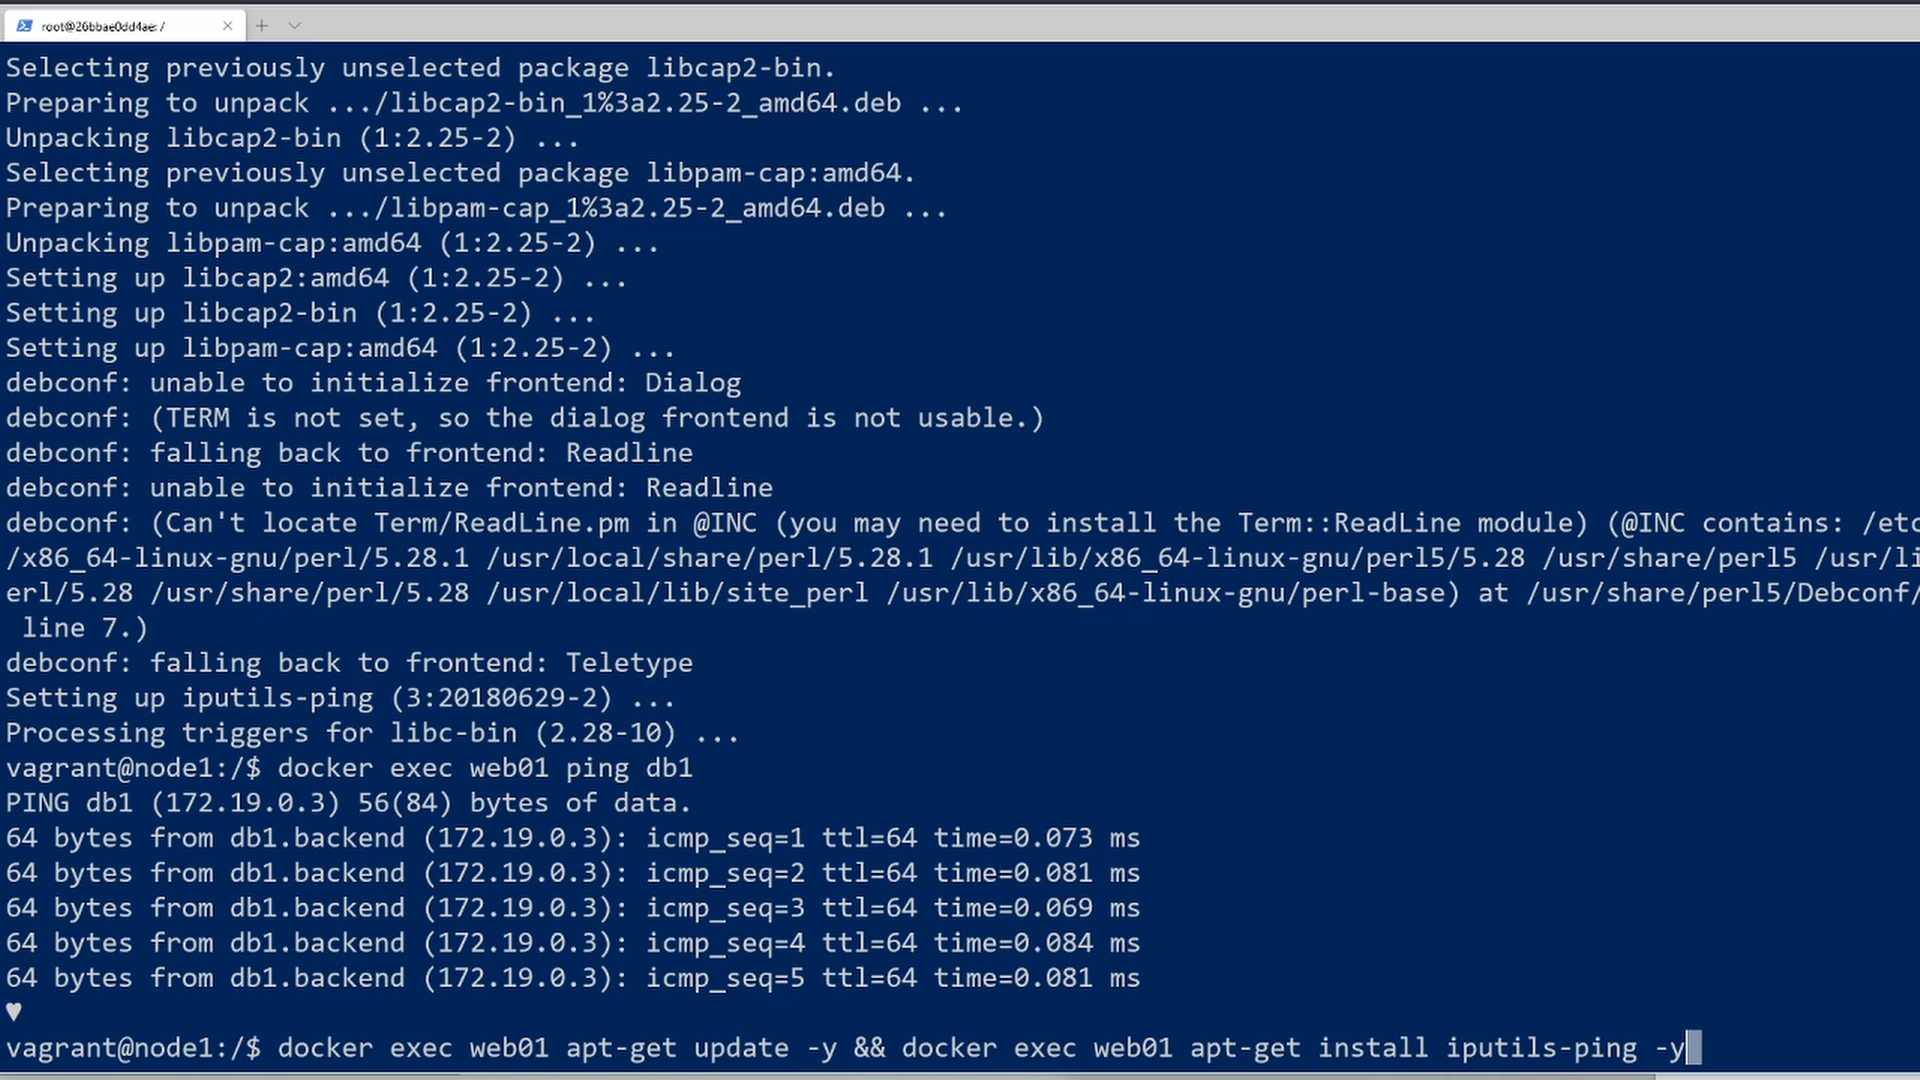 root@26bbae0dd4ae: /
Selecting previously unselected package libcap2-bin.
Preparing to unpack .../libcap2-bin_1%3a2.25-2_amd64.deb ...
Unpacking libcap2-bin (1:2.25-2) ...
Selecting previously unselected package libpam-cap:amd64.
Preparing to unpack .../libpam-cap_1%3a2.25-2_amd64.deb ...
Unpacking libpam-cap:amd64 (1:2.25-2) ...
Setting up libcap2:amd64 (1:2.25-2) ...
Setting up libcap2-bin (1:2.25-2) ...
Setting up libpam-cap:amd64 (1:2.25-2) ...
debconf: unable to initialize frontend: Dialog
debconf: (TERM is not set, so the dialog frontend is not usable.)
debconf: falling back to frontend: Readline
debconf: unable to initialize frontend: Readline
debconf: (Can't locate Term/ReadLine.pm in @INC (you may need to install the Term::ReadLine module) (@INC contains: /etc
/x86_64-linux-gnu/perl/5.28.1 /usr/local/share/perl/5.28.1 /usr/lib/x86_64-linux-gnu/perl5/5.28 /usr/share/perl5 /usr/li
erl/5.28 /usr/share/perl/5.28 /usr/local/lib/site_perl /usr/lib/x86_64-linux-gnu/perl-base) at /usr/share/perl5/Debconf/
line 7.)
debconf: falling back to frontend: Teletype
Setting up iputils-ping (3:20180629-2) ...
Processing triggers for libc-bin (2.28-10) ...
vagrant@node1:/$ docker exec web01 ping db1
PING db1 (172.19.0.3) 56(84) bytes of data.
64 bytes from db1.backend (172.19.0.3): icmp_seq=1 ttl=64 time=0.073 ms
64 bytes from db1.backend (172.19.0.3): icmp_seq=2 ttl=64 time=0.081 ms
64 bytes from db1.backend (172.19.0.3): icmp_seq=3 ttl=64 time=0.069 ms
64 bytes from db1.backend (172.19.0.3): icmp_seq=4 ttl=64 time=0.084 ms
64 bytes from db1.backend (172.19.0.3): icmp_seq=5 ttl=64 time=0.081 ms
♥
vagrant@node1:/$ docker exec web01 apt-get update -y && docker exec web01 apt-get install iputils-ping -y